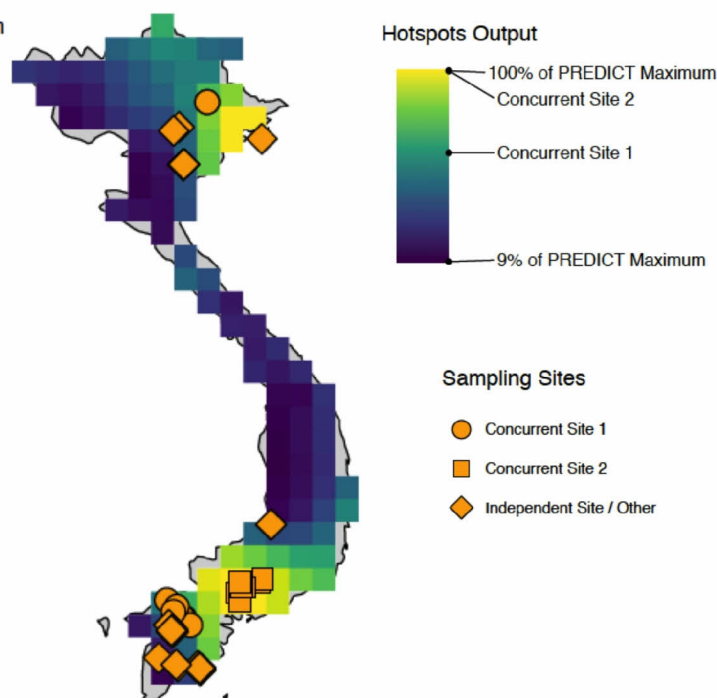 Hotspots Output
100% of PREDICT Maximum
Concurrent Site 2
Concurrent Site 1
9% of PREDICT Maximum
Sampling Sites
Concurrent Site 1
Concurrent Site 2
Independent Site / Other